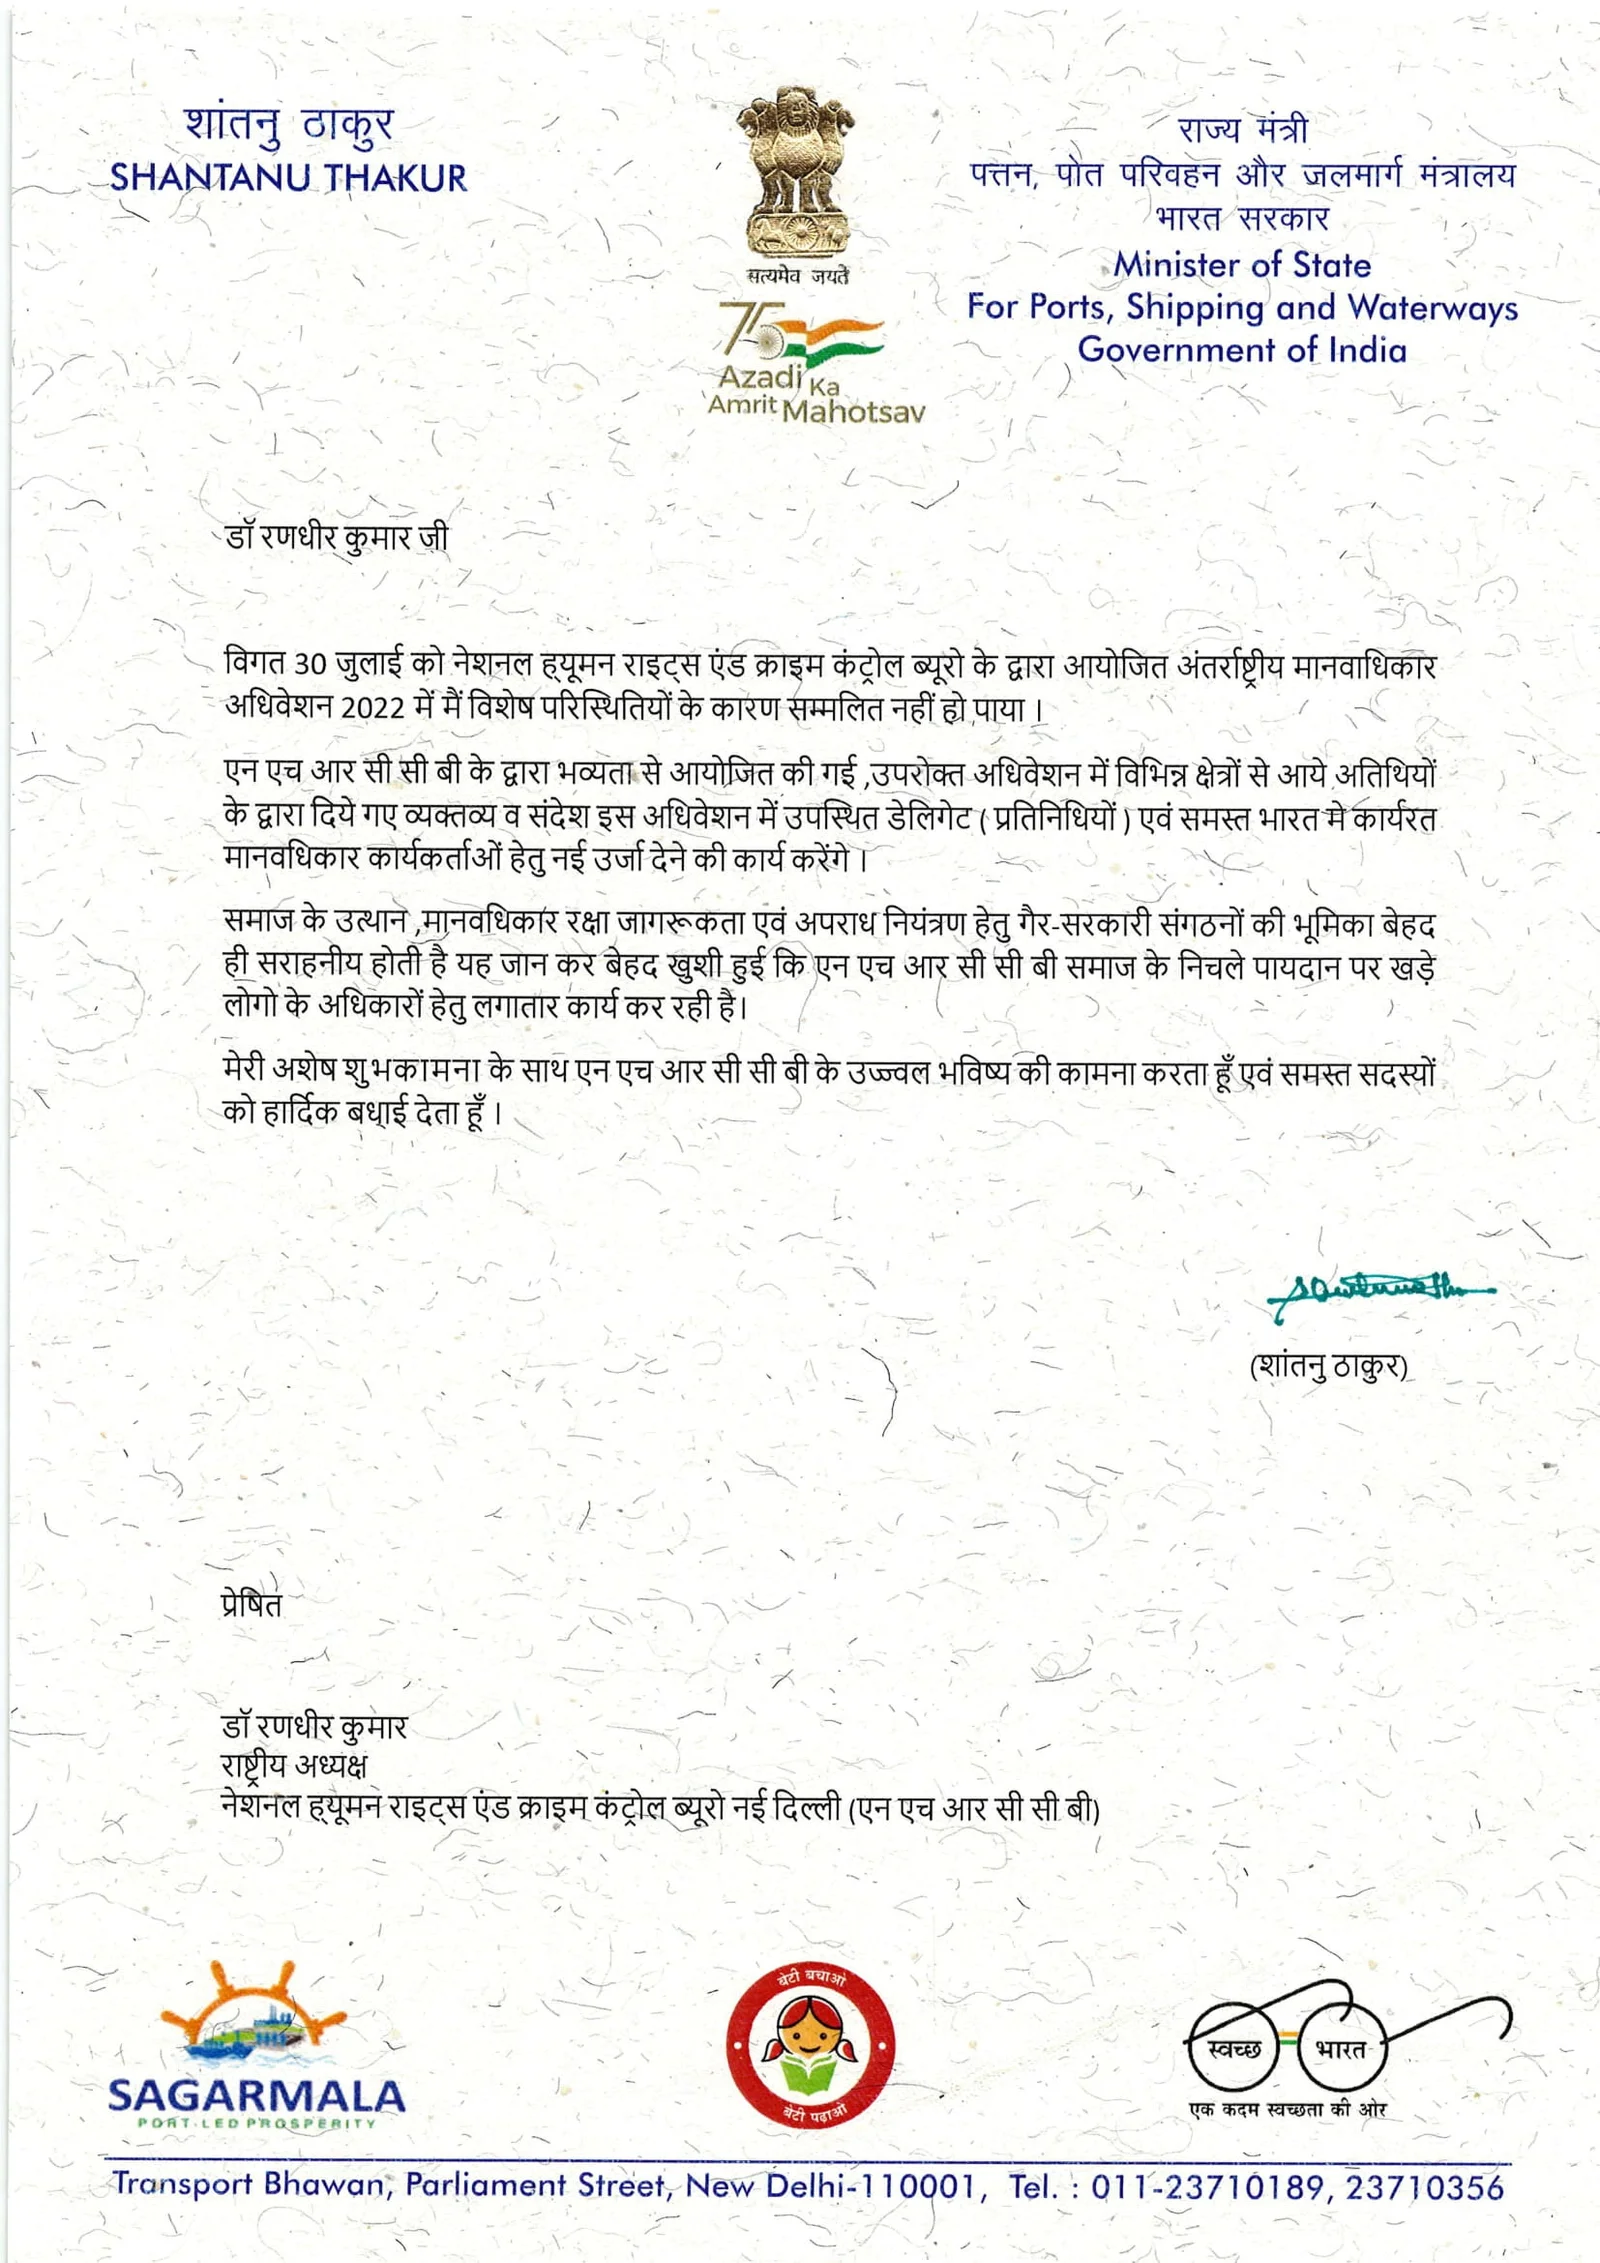 शांतनु ठाकुर
SHANTANU THAKUR
सत्यमेव जयते
75
Azadi Ka
Amrit Mahotsav
राज्य मंत्री
पत्तन, पोत परिवहन और जलमार्ग मंत्रालय
भारत सरकार
Minister of State
For Ports, Shipping and Waterways
Government of India
डॉ रणधीर कुमार जी
विगत 30 जुलाई को नेशनल ह्यूमन राइट्स एंड क्राइम कंट्रोल ब्यूरो के द्वारा आयोजित अंतर्राष्ट्रीय मानवाधिकार
अधिवेशन 2022 में मैं विशेष परिस्थितियों के कारण सम्मलित नहीं हो पाया ।
एन एच आर सी सी बी के द्वारा भव्यता से आयोजित की गई ,उपरोक्त अधिवेशन में विभिन्न क्षेत्रों से आये अतिथियों
के द्वारा दिये गए व्यक्तव्य व संदेश इस अधिवेशन में उपस्थित डेलिगेट ( प्रतिनिधियों ) एवं समस्त भारत मे कार्यरत
मानवधिकार कार्यकर्ताओं हेतु नई उर्जा देने की कार्य करेंगे ।
समाज के उत्थान ,मानवधिकार रक्षा जागरूकता एवं अपराध नियंत्रण हेतु गैर-सरकारी संगठनों की भूमिका बेहद
ही सराहनीय होती है यह जान कर बेहद खुशी हुई कि एन एच आर सी सी बी समाज के निचले पायदान पर खड़े
लोगो के अधिकारों हेतु लगातार कार्य कर रही है।
मेरी अशेष शुभकामना के साथ एन एच आर सी सी बी के उज्ज्वल भविष्य की कामना करता हूँ एवं समस्त सदस्यों
को हार्दिक बधाई देता हूँ ।
(शांतनु ठाकुर)
प्रेषित
डॉ रणधीर कुमार
राष्ट्रीय अध्यक्ष
नेशनल ह्यूमन राइट्स एंड क्राइम कंट्रोल ब्यूरो नई दिल्ली (एन एच आर सी सी बी)
SAGARMALA
PORT-LED PROSPERITY
बेटी बचाओ
बेटी पढ़ाओ
स्वच्छ भारत
एक कदम स्वच्छता की ओर
Transport Bhawan, Parliament Street, New Delhi-110001, Tel. : 011-23710189, 23710356